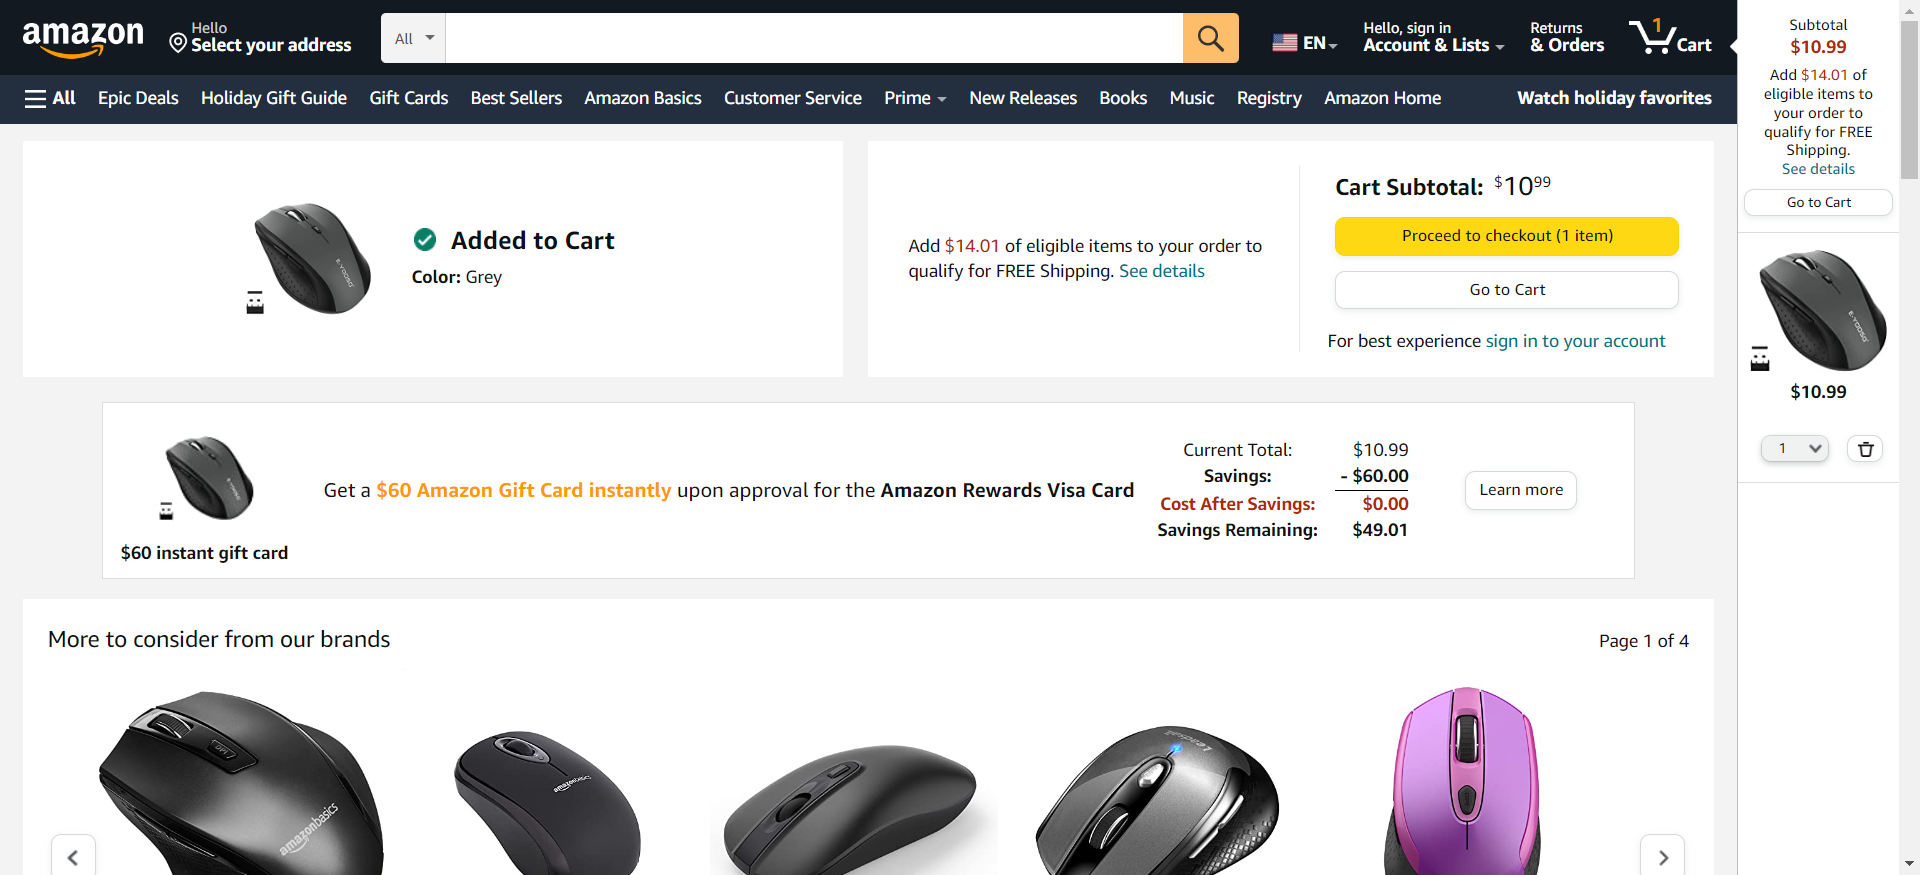 amazon
Hello
Select your address
All
EN
Hello, sign in
Account & Lists
Returns
& Orders
1
Cart
All
Epic Deals
Holiday Gift Guide
Gift Cards
Best Sellers
Amazon Basics
Customer Service
Prime
New Releases
Books
Music
Registry
Amazon Home
Watch holiday favorites
Subtotal
$10.99
Add $14.01 of
eligible items to
your order to
qualify for FREE
Shipping.
See details
Go to Cart
E-YOOSO
$10.99
1
E-YOOSO
Added to Cart
Color: Grey
Add $14.01 of eligible items to your order to
qualify for FREE Shipping. See details
Cart Subtotal: $10.99
Proceed to checkout (1 item)
Go to Cart
For best experience sign in to your account
$60 instant gift card
Get a $60 Amazon Gift Card instantly upon approval for the Amazon Rewards Visa Card
Current Total: $10.99
Savings: - $60.00
Cost After Savings: $0.00
Savings Remaining: $49.01
Learn more
More to consider from our brands
Page 1 of 4
amazonbasics
amazonbasics